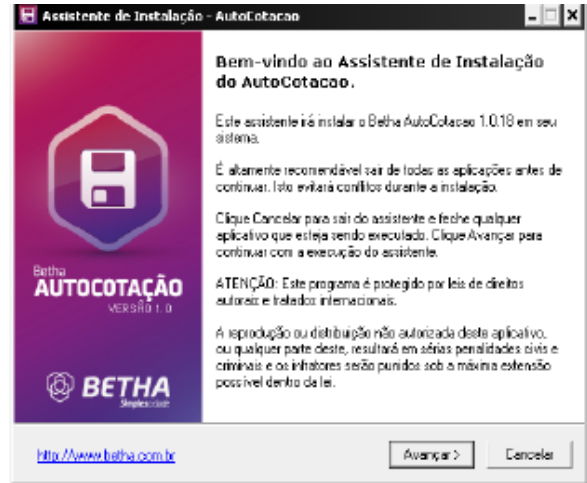 Assistente de Instalação - AutoCotacao
Bem-vindo ao Assistente de Instalação
do AutoCotacao.
Este assistente irá instalar o Betha AutoCotacao 1.0.18 em seu
sistema.
É altamente recomendável sair de todas as aplicações antes de
continuar. Isto evitará conflitos durante a instalação.
Clique Cancelar para sair do assistente e feche qualquer
aplicativo que esteja sendo executado. Clique Avançar para
continuar com a execução do assistente.
ATENÇÃO: Este programa é protegido por leis de direitos
autorais e tratados internacionais.
A reprodução ou distribuição não autorizada deste aplicativo,
ou qualquer parte deste, resultará em sérias penalidades civis e
criminais e os infratores serão punidos sob a máxima extensão
possível dentro da lei.
Betha
AUTOCOTAÇÃO
VERSÃO 1.0
BETHA
http://www.betha.com.br
Avançar >
Cancelar